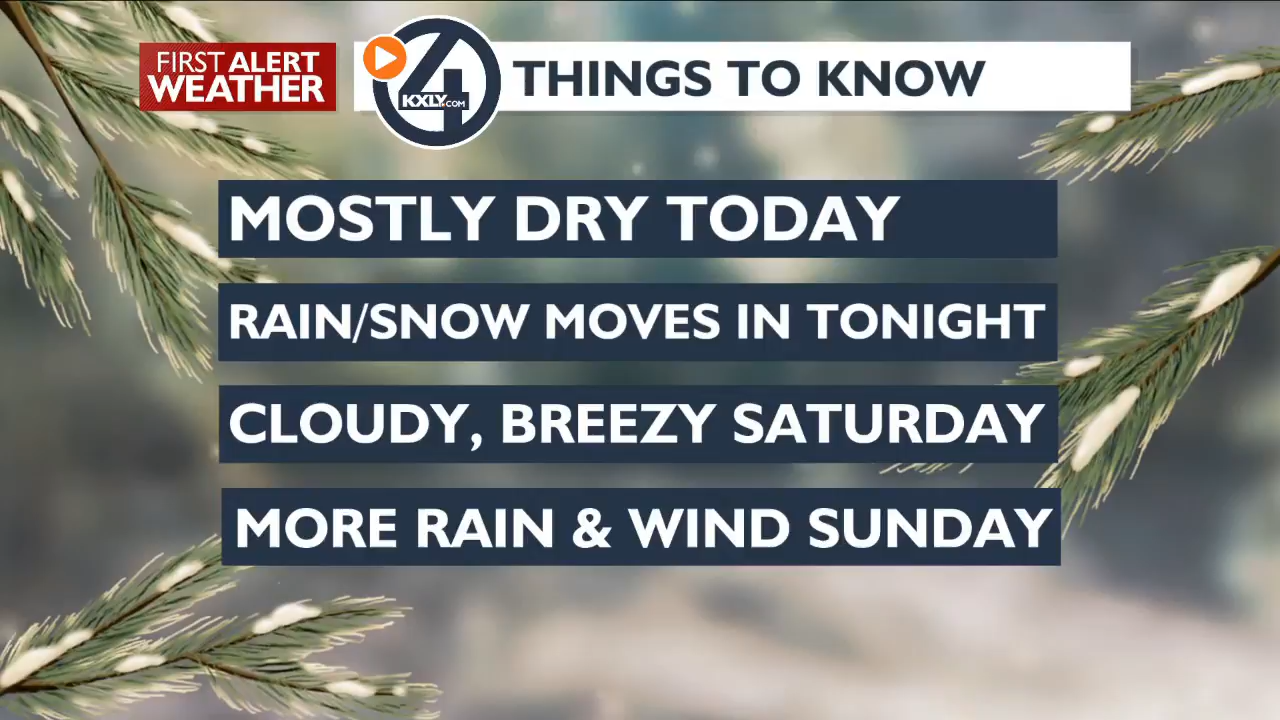 FIRST ALERT
WEATHER
4
KXLY.COM
THINGS TO KNOW
MOSTLY DRY TODAY
RAIN/SNOW MOVES IN TONIGHT
CLOUDY, BREEZY SATURDAY
MORE RAIN & WIND SUNDAY